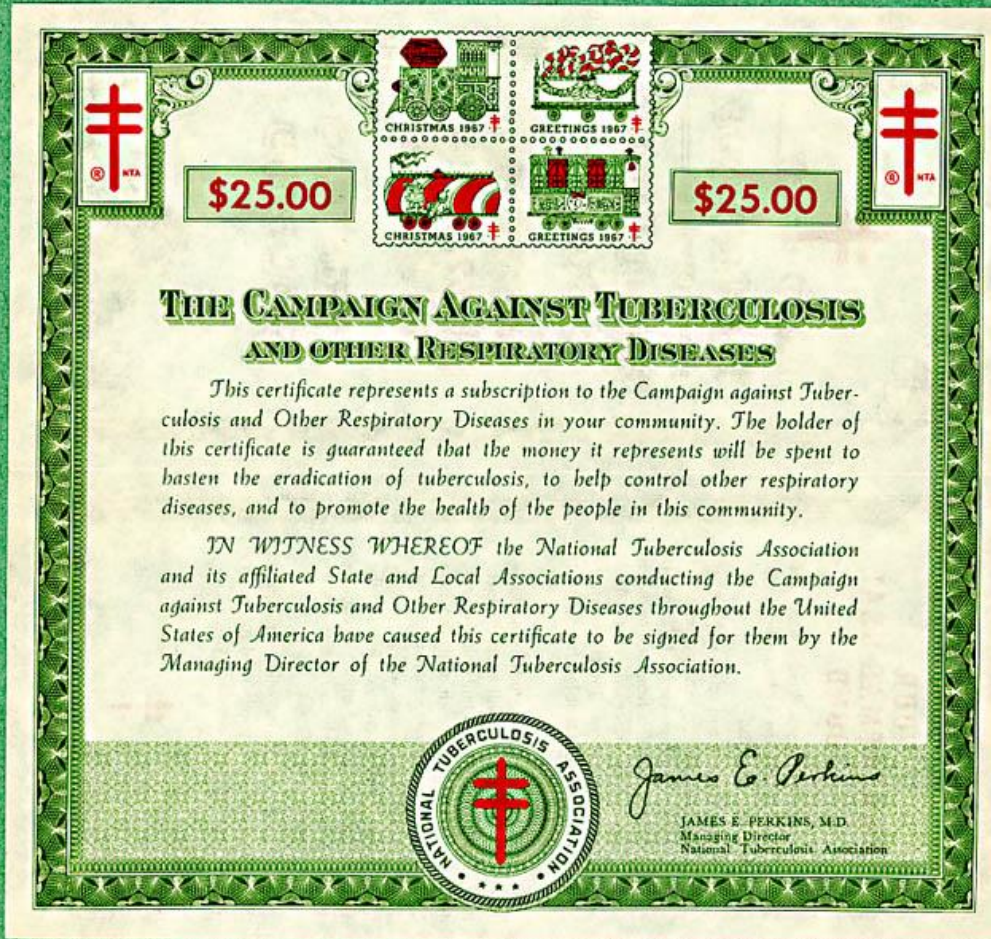 CHRISTMAS 1967
GREETINGS 1967
CHRISTMAS 1967
GREETINGS 1967
® NTA
® NTA
$25.00
$25.00
THE CAMPAIGN AGAINST TUBERCULOSIS
AND OTHER RESPIRATORY DISEASES
This certificate represents a subscription to the Campaign against Tuber-
culosis and Other Respiratory Diseases in your community. The holder of
this certificate is guaranteed that the money it represents will be spent to
hasten the eradication of tuberculosis, to help control other respiratory
diseases, and to promote the health of the people in this community.
IN WITNESS WHEREOF the National Tuberculosis Association
and its affiliated State and Local Associations conducting the Campaign
against Tuberculosis and Other Respiratory Diseases throughout the United
States of America have caused this certificate to be signed for them by the
Managing Director of the National Tuberculosis Association.
NATIONAL TUBERCULOSIS ASSOCIATION
James E. Perkins
JAMES E. PERKINS, M.D.
Managing Director
National Tuberculosis Association